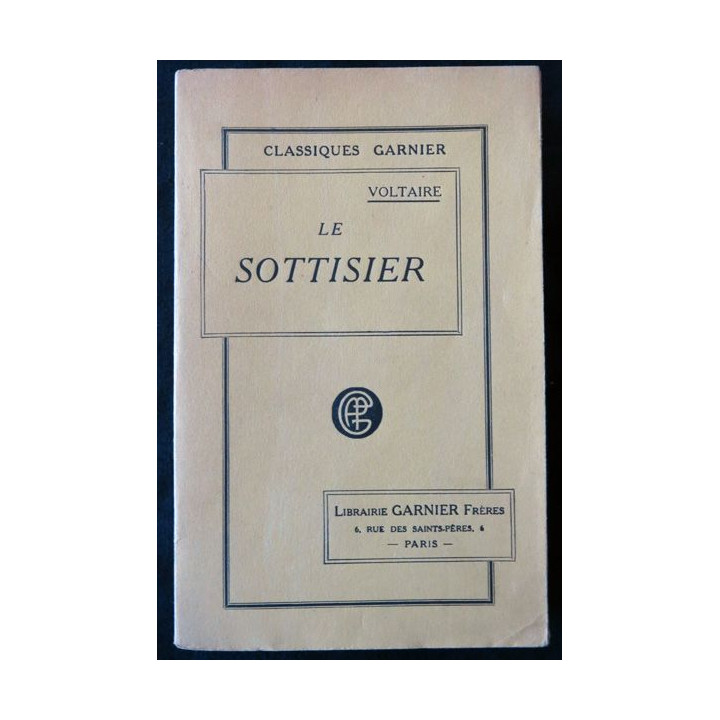 CLASSIQUES GARNIER
VOLTAIRE
LE
SOTTISIER
LIBRAIRIE GARNIER FRÈRES
6, RUE DES SAINTS-PÈRES, 6
— PARIS —